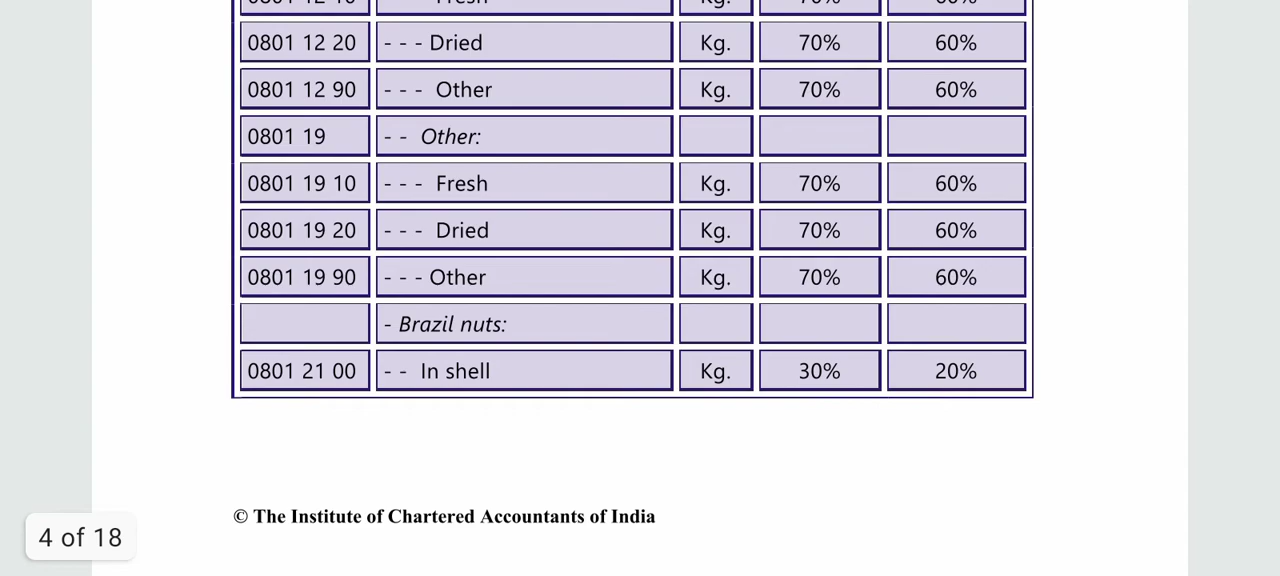 0801 12 20 - - - Dried Kg. 70% 60%
0801 12 90 - - - Other Kg. 70% 60%
0801 19 - - Other:
0801 19 10 - - - Fresh Kg. 70% 60%
0801 19 20 - - - Dried Kg. 70% 60%
0801 19 90 - - - Other Kg. 70% 60%
- Brazil nuts:
0801 21 00 - - In shell Kg. 30% 20%
© The Institute of Chartered Accountants of India
4 of 18